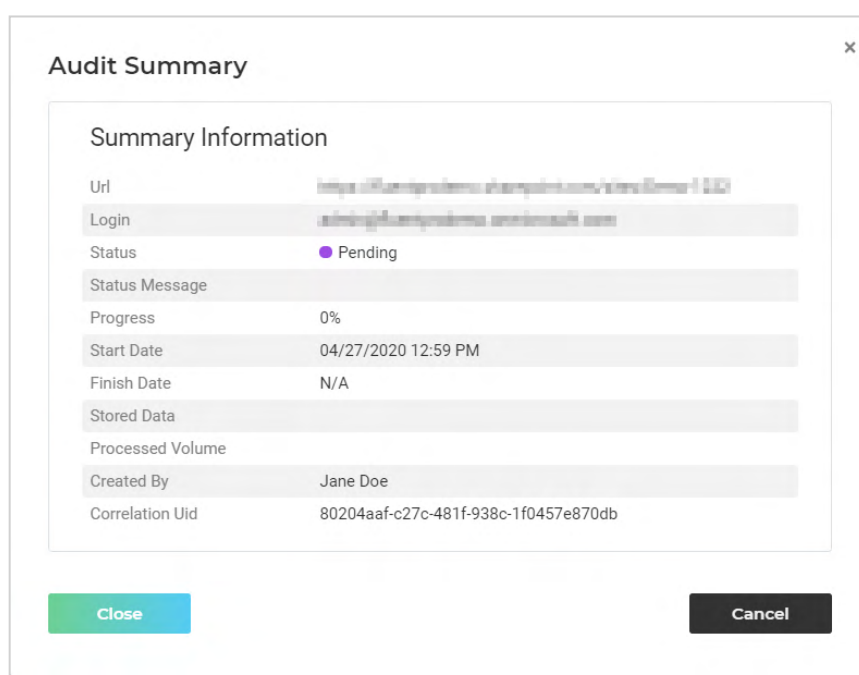 ×
Audit Summary
Summary Information
Url
Login
Status Pending
Status Message
Progress 0%
Start Date 04/27/2020 12:59 PM
Finish Date N/A
Stored Data
Processed Volume
Created By Jane Doe
Correlation Uid 80204aaf-c27c-481f-938c-1f0457e870db
Close Cancel